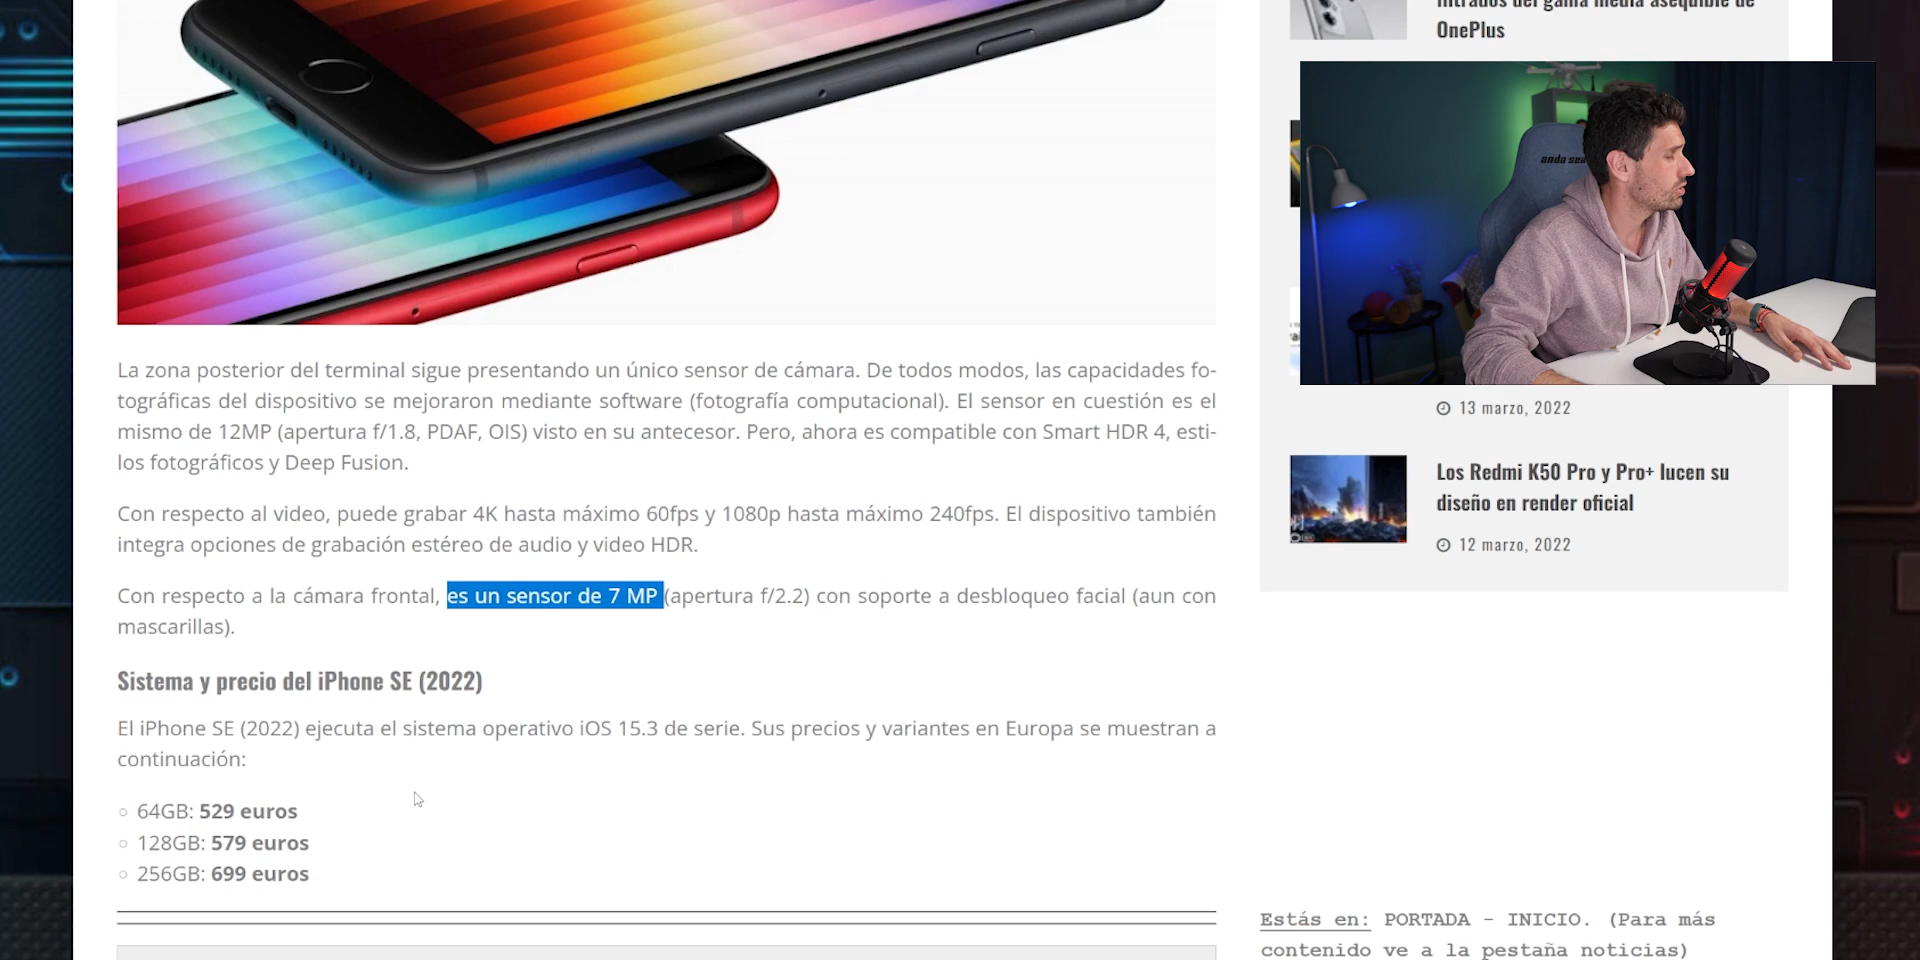 La zona posterior del terminal sigue presentando un único sensor de cámara. De todos modos, las capacidades fo-
tográficas del dispositivo se mejoraron mediante software (fotografía computacional). El sensor en cuestión es el
mismo de 12MP (apertura f/1.8, PDAF, OIS) visto en su antecesor. Pero, ahora es compatible con Smart HDR 4, esti-
los fotográficos y Deep Fusion.
Con respecto al video, puede grabar 4K hasta máximo 60fps y 1080p hasta máximo 240fps. El dispositivo también
integra opciones de grabación estéreo de audio y video HDR.
Con respecto a la cámara frontal, es un sensor de 7 MP (apertura f/2.2) con soporte a desbloqueo facial (aun con
mascarillas).
Sistema y precio del iPhone SE (2022)
El iPhone SE (2022) ejecuta el sistema operativo iOS 15.3 de serie. Sus precios y variantes en Europa se muestran a
continuación:
64GB: 529 euros
128GB: 579 euros
256GB: 699 euros
filtrados del gama media asequible de
OnePlus
anda sea
13 marzo, 2022
Los Redmi K50 Pro y Pro+ lucen su
diseño en render oficial
12 marzo, 2022
Estás en: PORTADA - INICIO. (Para más
contenido ve a la pestaña noticias)